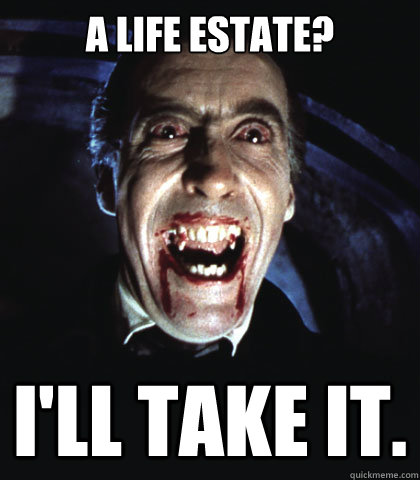 A LIFE ESTATE?
I'LL TAKE IT.
quickmeme.com